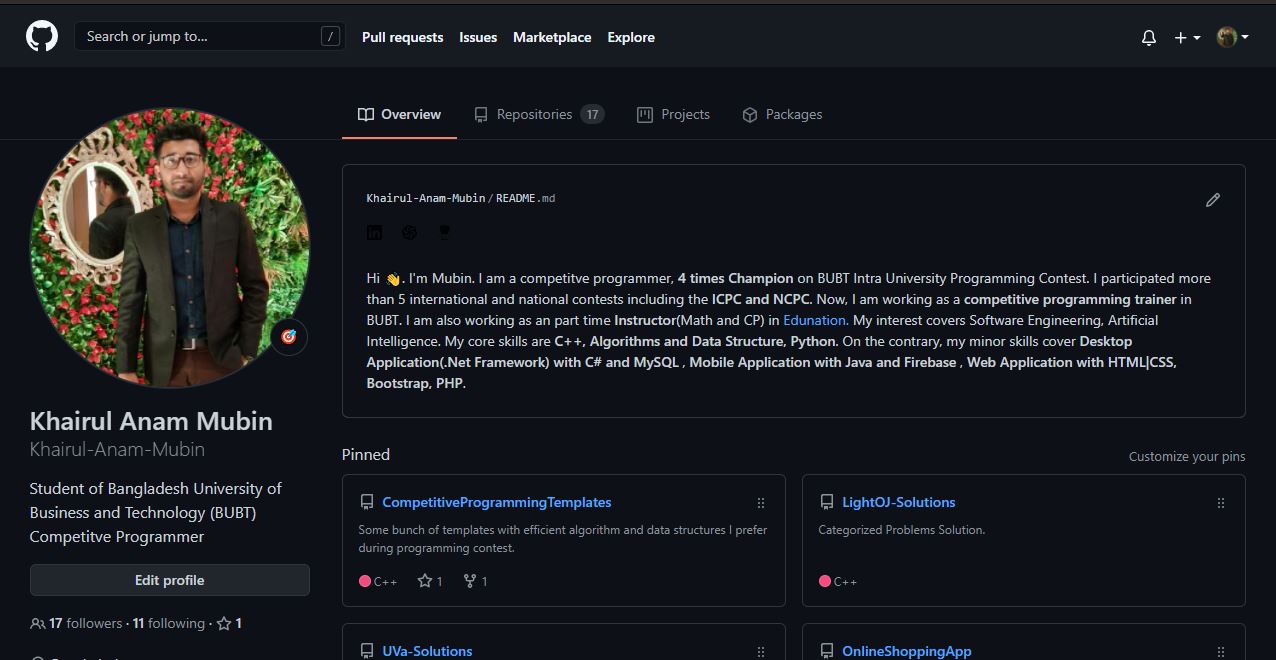 Search or jump to... /
Pull requests Issues Marketplace Explore
Overview Repositories 17 Projects Packages
Khairul-Anam-Mubin/README.md
Hi 👋. I'm Mubin. I am a competitve programmer, 4 times Champion on BUBT Intra University Programming Contest. I participated more
than 5 international and national contests including the ICPC and NCPC. Now, I am working as a competitive programming trainer in
BUBT. I am also working as an part time Instructor(Math and CP) in Edunation. My interest covers Software Engineering, Artificial
Intelligence. My core skills are C++, Algorithms and Data Structure, Python. On the contrary, my minor skills cover Desktop
Application(.Net Framework) with C# and MySQL , Mobile Application with Java and Firebase , Web Application with HTML|CSS,
Bootstrap, PHP.
Khairul Anam Mubin
Khairul-Anam-Mubin
Student of Bangladesh University of
Business and Technology (BUBT)
Competitve Programmer
Edit profile
17 followers · 11 following · 1
Pinned
Customize your pins
CompetitiveProgrammingTemplates
Some bunch of templates with efficient algorithm and data structures I prefer
during programming contest.
C++ 1 1
LightOJ-Solutions
Categorized Problems Solution.
C++
UVa-Solutions
OnlineShoppingApp